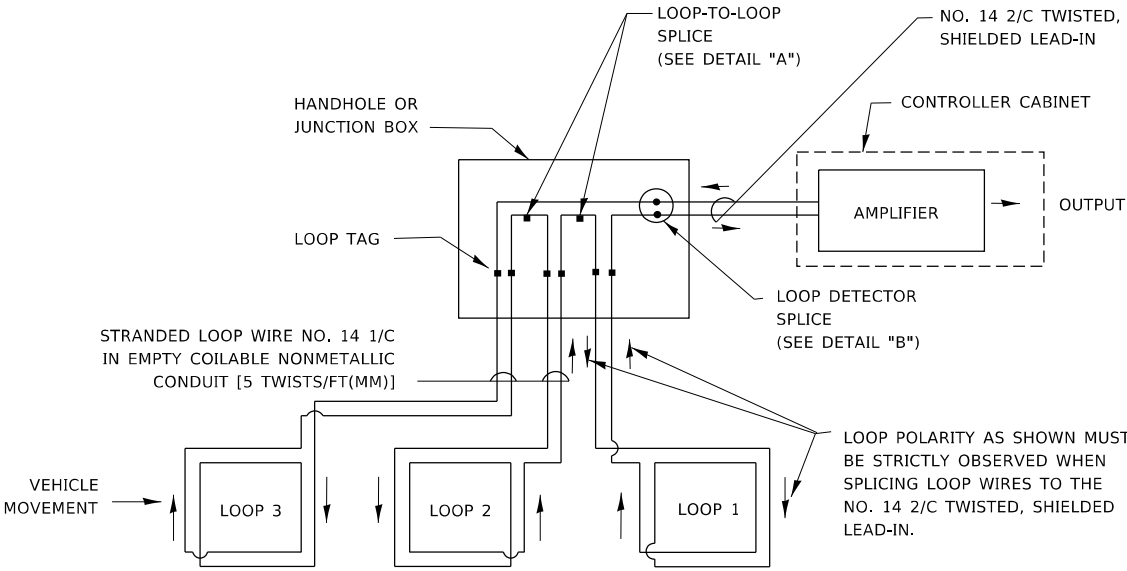 LOOP-TO-LOOP
SPLICE
(SEE DETAIL "A")
NO. 14 2/C TWISTED,
SHIELDED LEAD-IN
HANDHOLE OR
JUNCTION BOX
CONTROLLER CABINET
AMPLIFIER
OUTPUT
LOOP TAG
LOOP DETECTOR
SPLICE
(SEE DETAIL "B")
STRANDED LOOP WIRE NO. 14 1/C
IN EMPTY COILABLE NONMETALLIC
CONDUIT [5 TWISTS/FT(MM)]
LOOP POLARITY AS SHOWN MUST
BE STRICTLY OBSERVED WHEN
SPLICING LOOP WIRES TO THE
NO. 14 2/C TWISTED, SHIELDED
LEAD-IN.
VEHICLE
MOVEMENT
LOOP 3
LOOP 2
LOOP 1